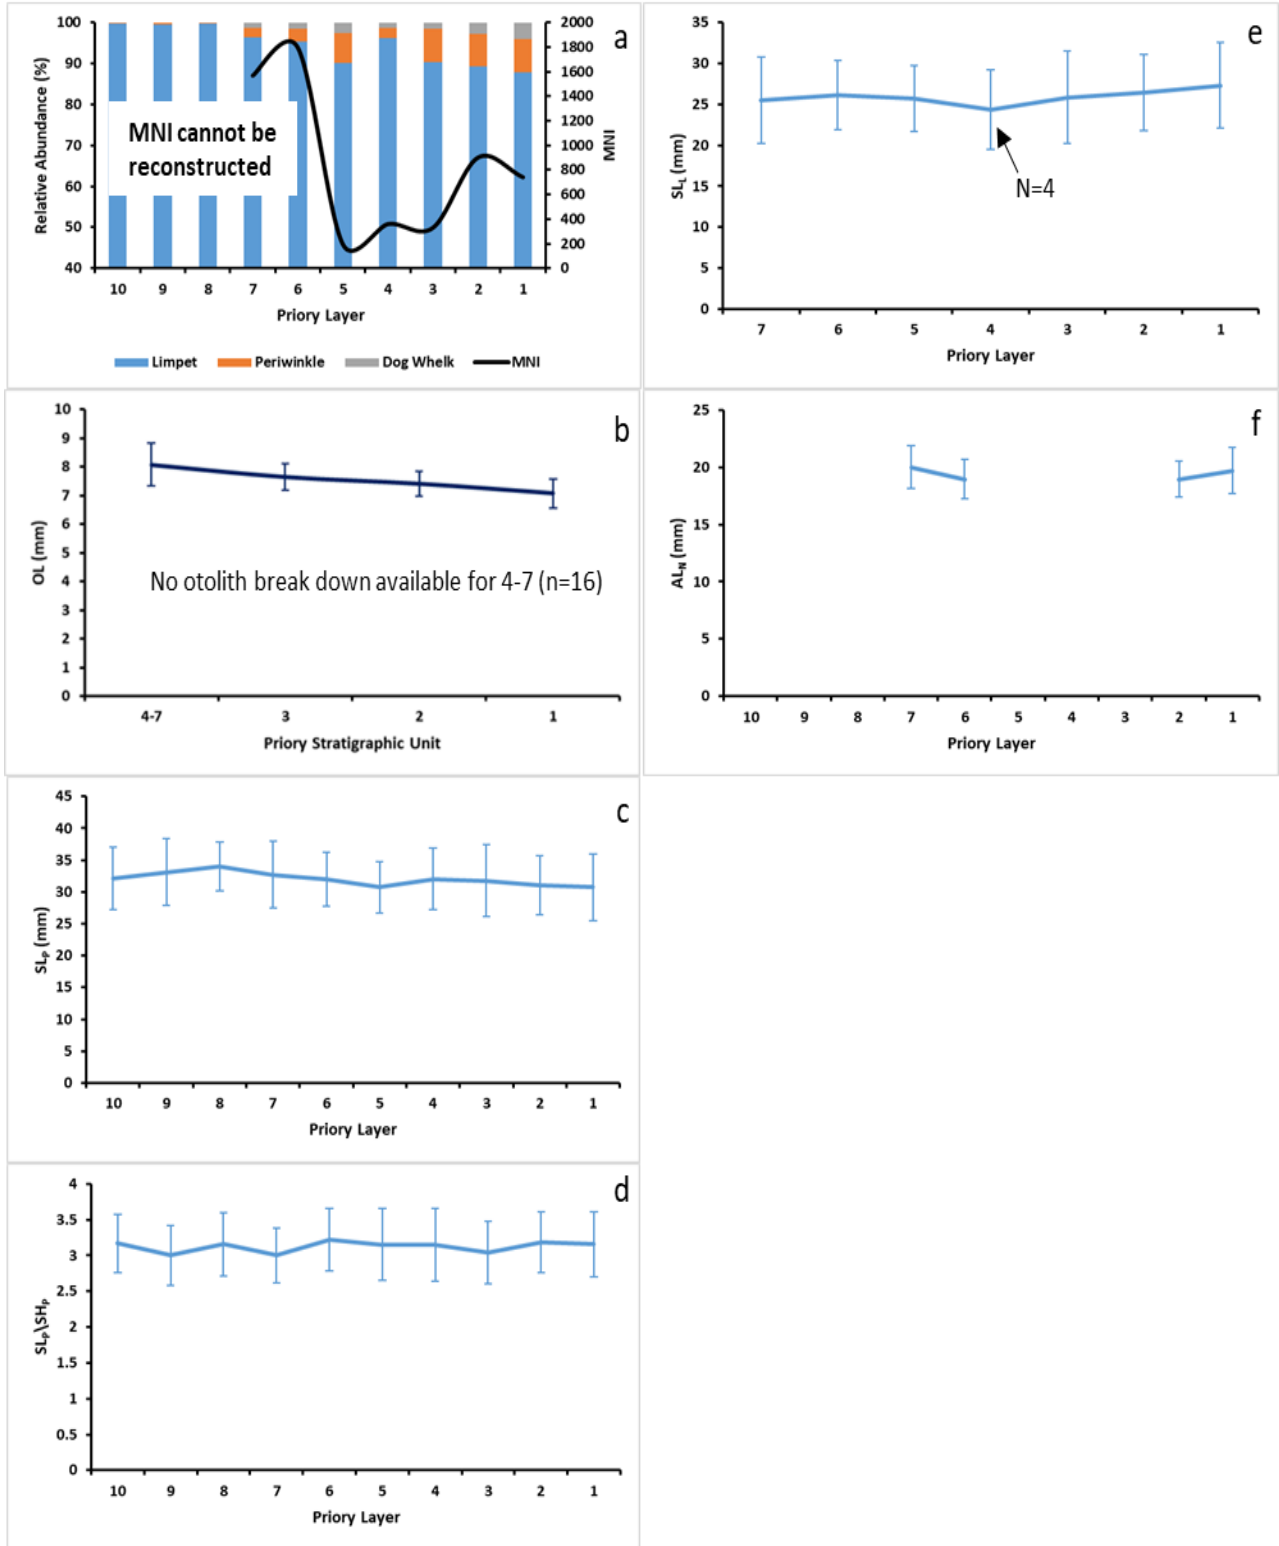 a
Relative Abundance (%)
100
90
80
70
60
50
40
MNI cannot be
reconstructed
2000
1800
1600
1400
1200
1000
800
600
400
200
0
MNI
10 9 8 7 6 5 4 3 2 1
Priory Layer
Limpet Periwinkle Dog Whelk MNI
b
OL (mm)
10
9
8
7
6
5
4
3
2
1
0
No otolith break down available for 4-7 (n=16)
4-7 3 2 1
Priory Stratigraphic Unit
c
SLP (mm)
45
40
35
30
25
20
15
10
5
0
10 9 8 7 6 5 4 3 2 1
Priory Layer
d
SLP\SHP
4
3.5
3
2.5
2
1.5
1
0.5
0
10 9 8 7 6 5 4 3 2 1
Priory Layer
e
SLL (mm)
35
30
25
20
15
10
5
0
N=4
7 6 5 4 3 2 1
Priory Layer
f
ALN (mm)
25
20
15
10
5
0
10 9 8 7 6 5 4 3 2 1
Priory Layer